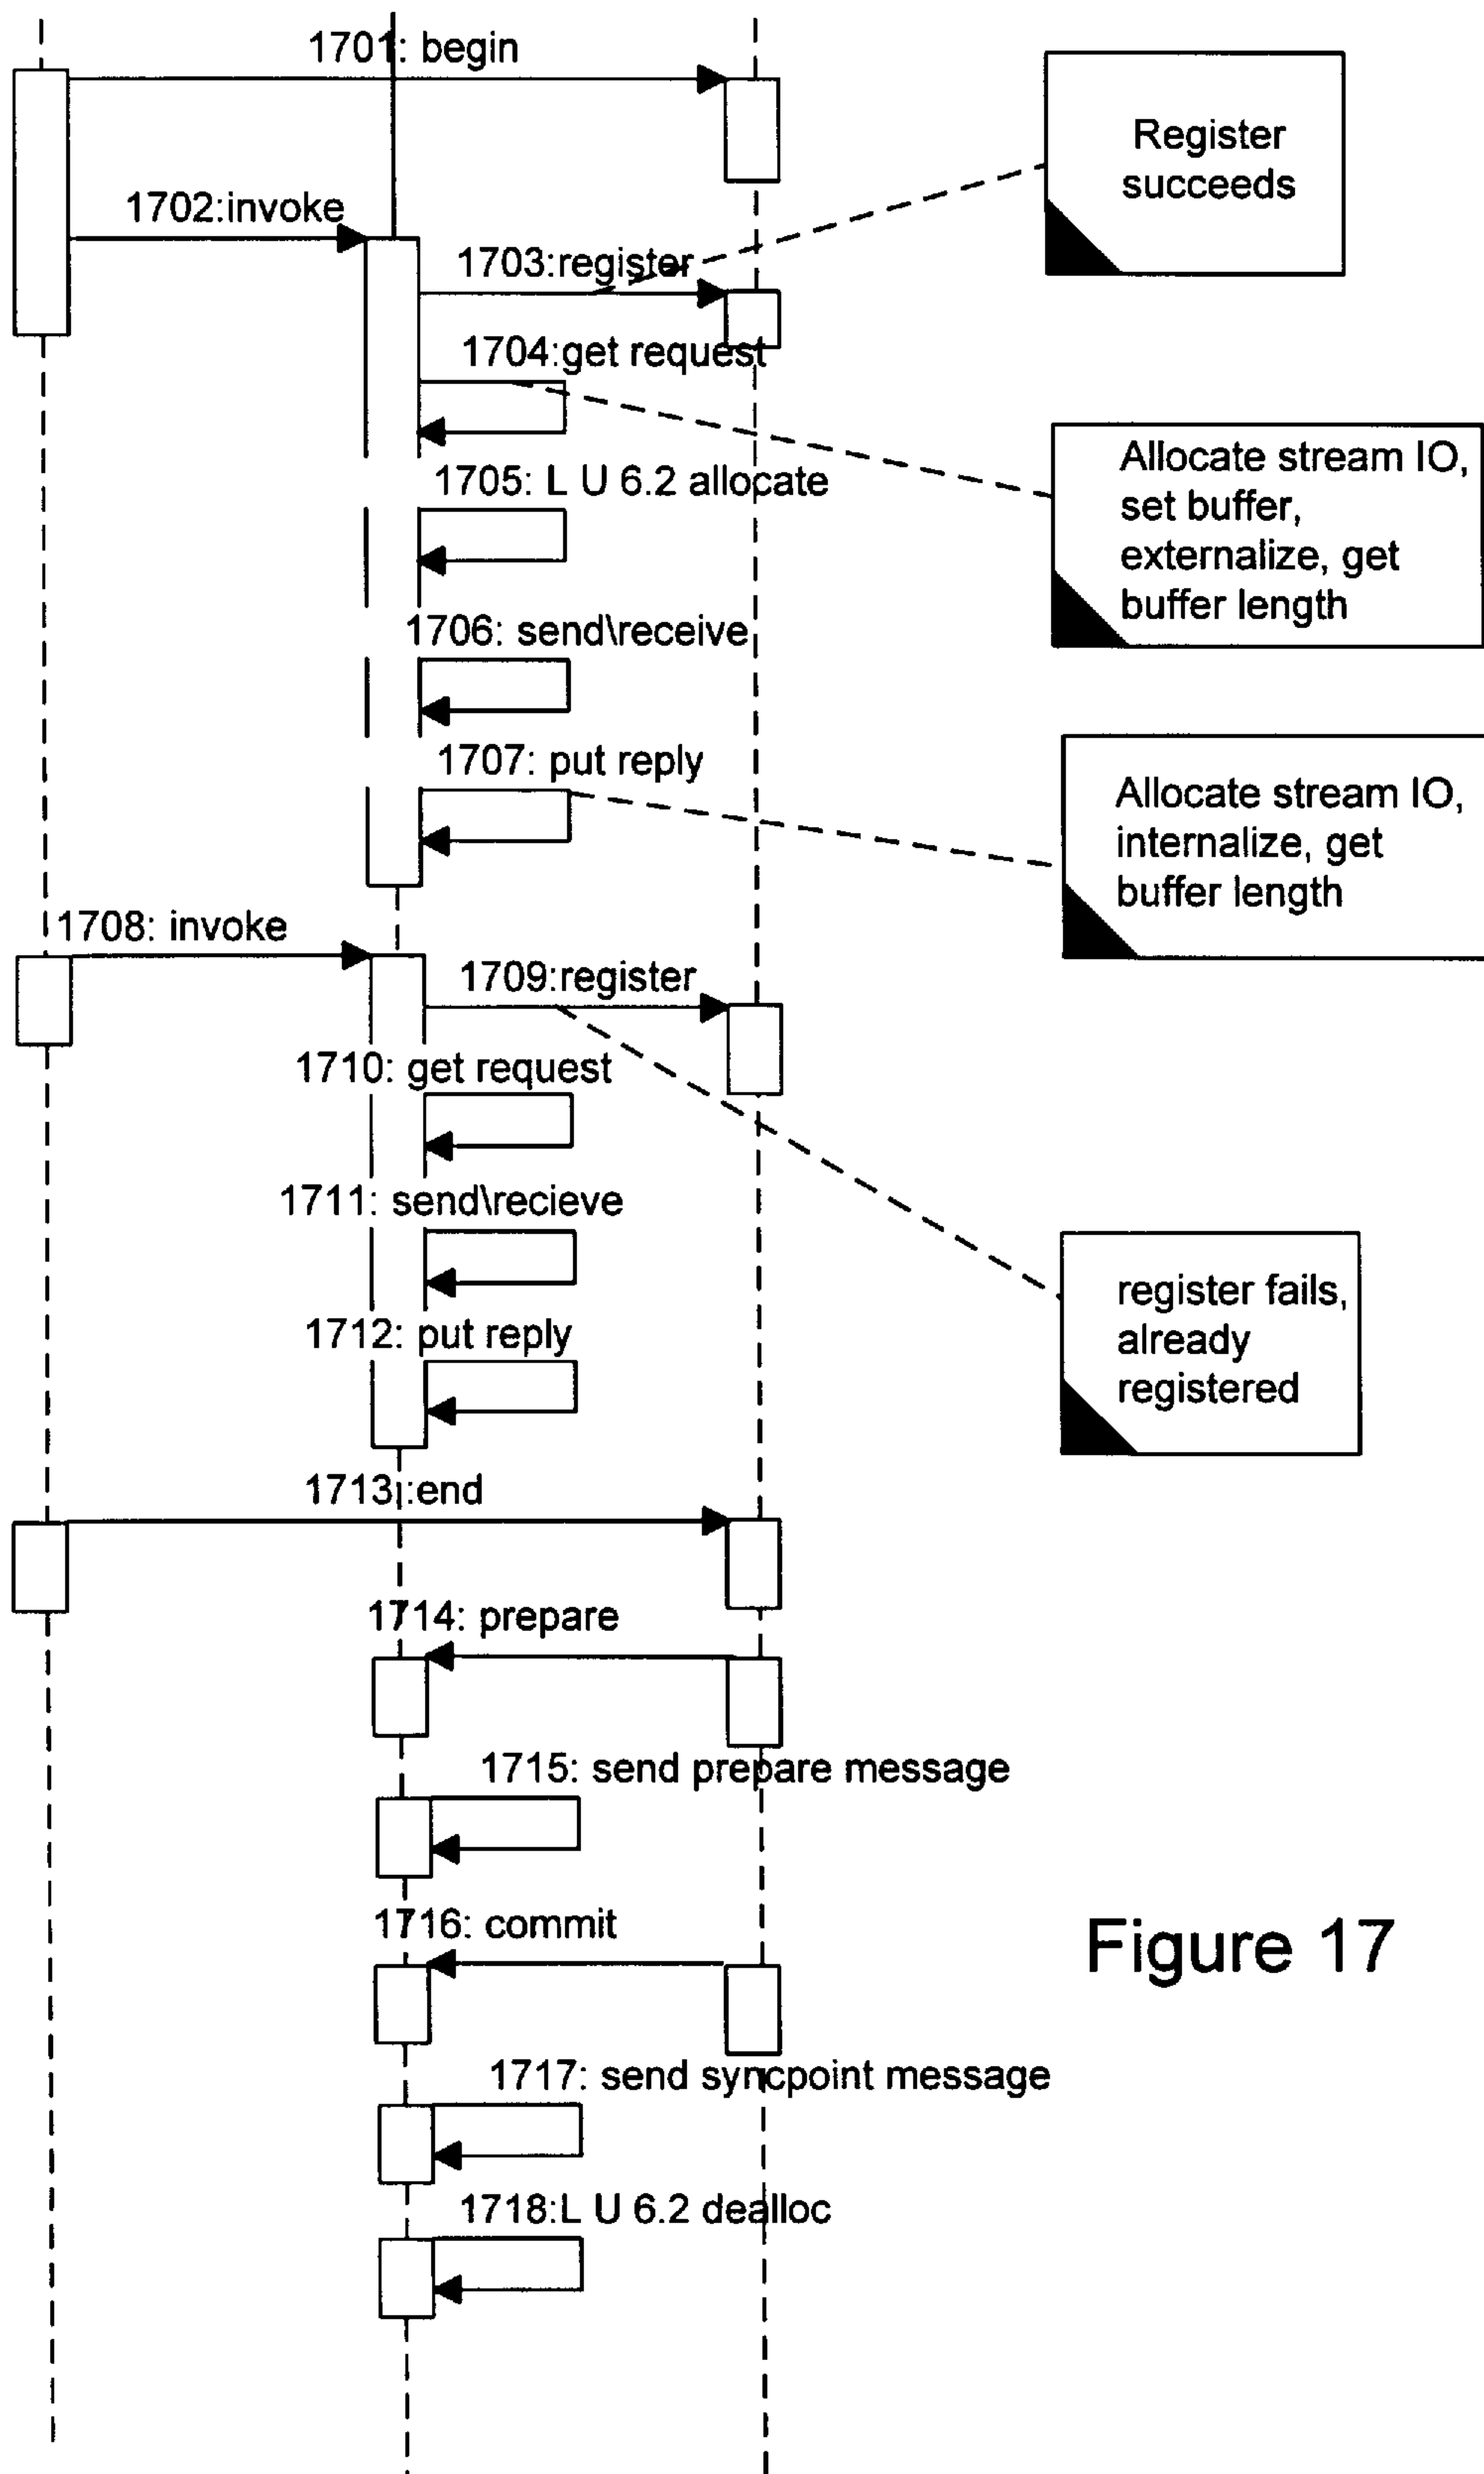 1701: begin
Register
succeeds
1702:invoke
1703:register
1704:get request
Allocate stream IO,
set buffer,
externalize, get
buffer length
1705: L U 6.2 allocate
1706: send\receive
1707: put reply
Allocate stream IO,
internalize, get
buffer length
1708: invoke
1709:register
1710: get request
1711: send\recieve
register fails,
already
registered
1712: put reply
1713:end
1714: prepare
1715: send prepare message
1716: commit
Figure 17
1717: send syncpoint message
1718:L U 6.2 dealloc